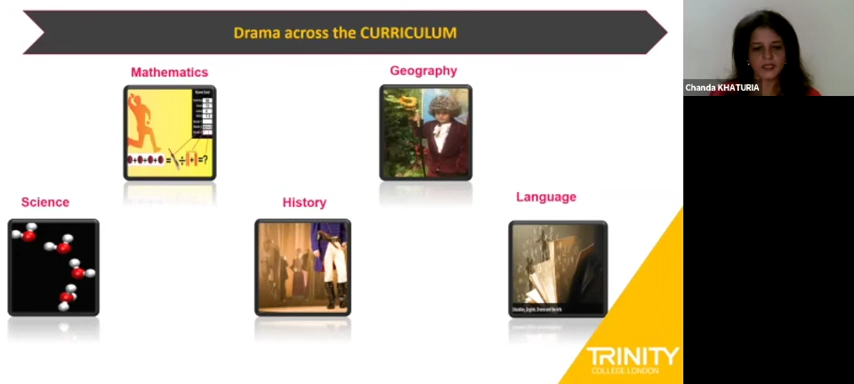 Drama across the CURRICULUM
Mathematics
Geography
Chanda KHATURIA
Science
History
Language
TRINITY
COLLEGE LONDON